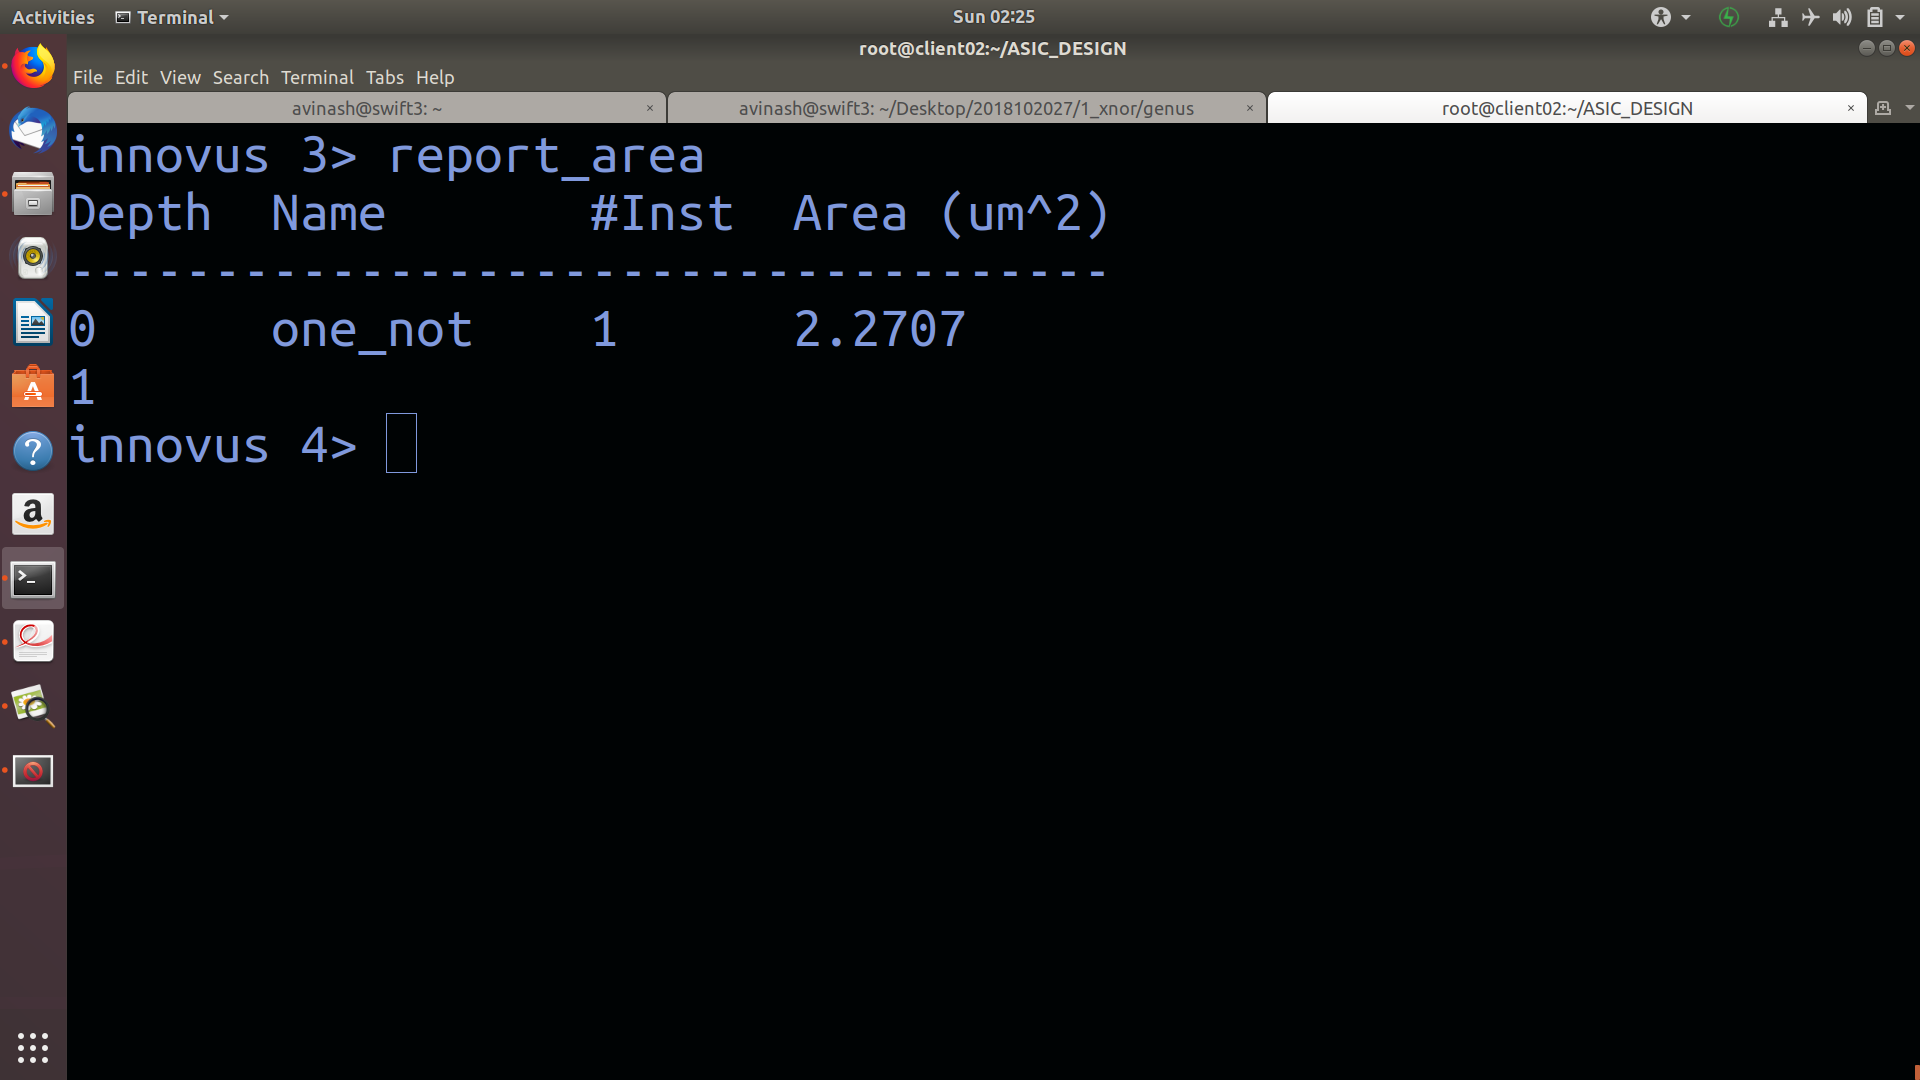 Activities Terminal Sun 02:25
root@client02:~/ASIC_DESIGN
File Edit View Search Terminal Tabs Help
avinash@swift3: ~ × avinash@swift3: ~/Desktop/2018102027/1_xnor/genus × root@client02:~/ASIC_DESIGN ×
innovus 3> report_area
Depth  Name       #Inst  Area (um^2)
------------------------------------
0      one_not    1      2.2707
1
innovus 4>